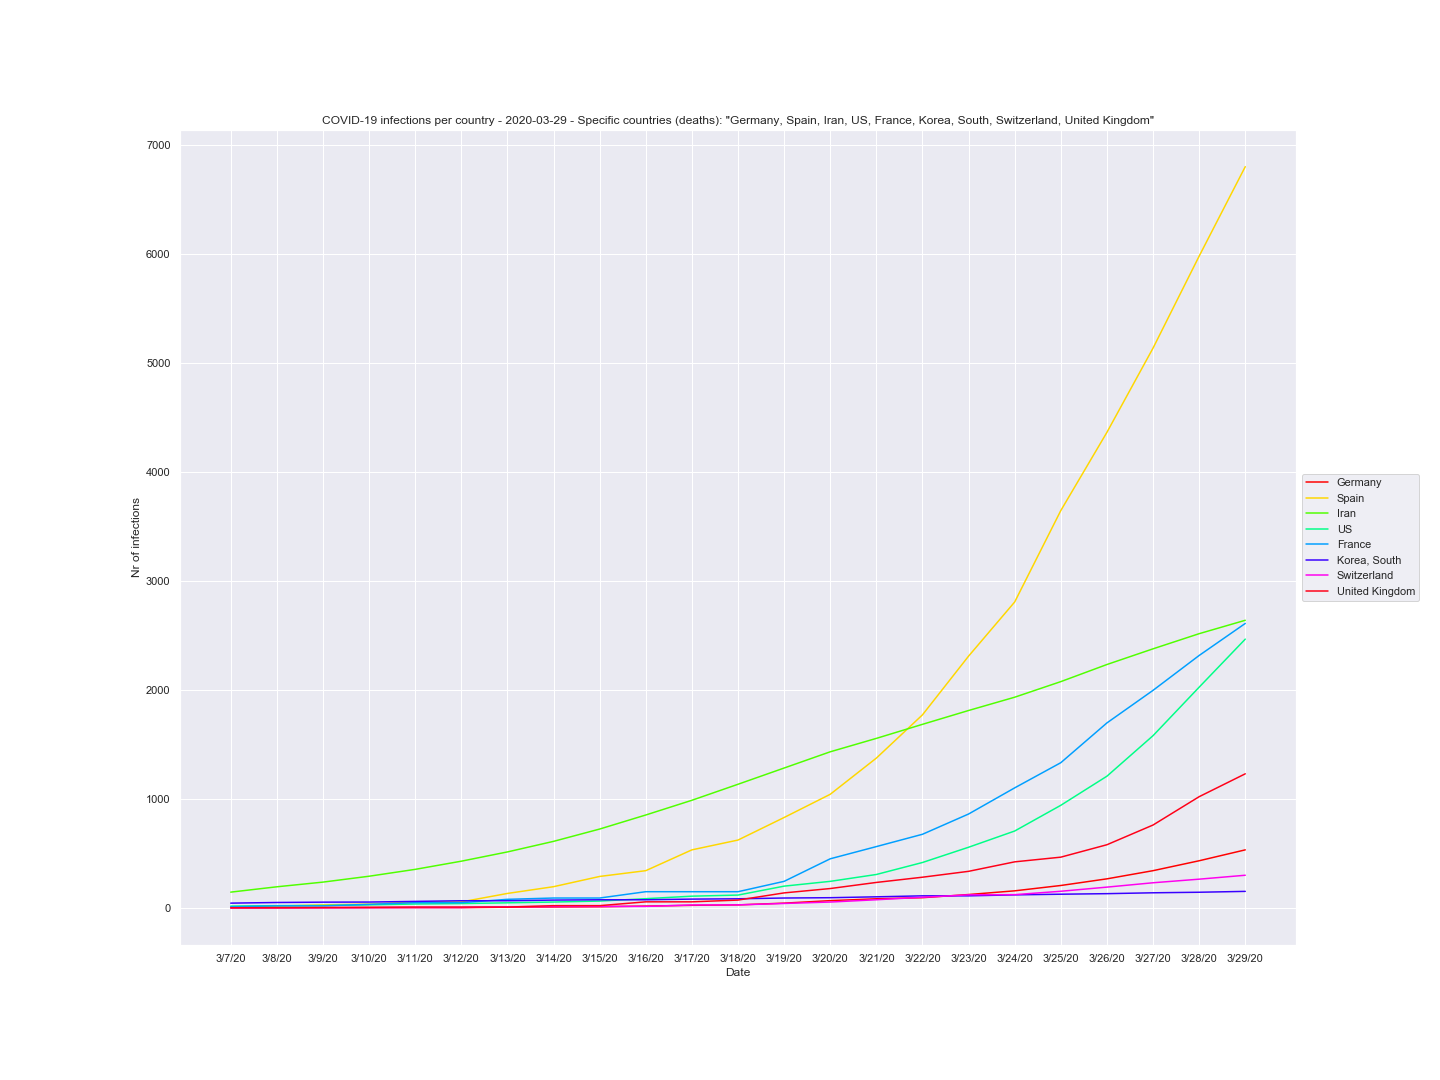 COVID-19 infections per country - 2020-03-29 - Specific countries (deaths): "Germany, Spain, Iran, US, France, Korea, South, Switzerland, United Kingdom"
7000
6000
5000
4000
3000
2000
1000
0
Nr of infections
Germany
Spain
Iran
US
France
Korea, South
Switzerland
United Kingdom
3/7/20 3/8/20 3/9/20 3/10/20 3/11/20 3/12/20 3/13/20 3/14/20 3/15/20 3/16/20 3/17/20 3/18/20 3/19/20 3/20/20 3/21/20 3/22/20 3/23/20 3/24/20 3/25/20 3/26/20 3/27/20 3/28/20 3/29/20
Date